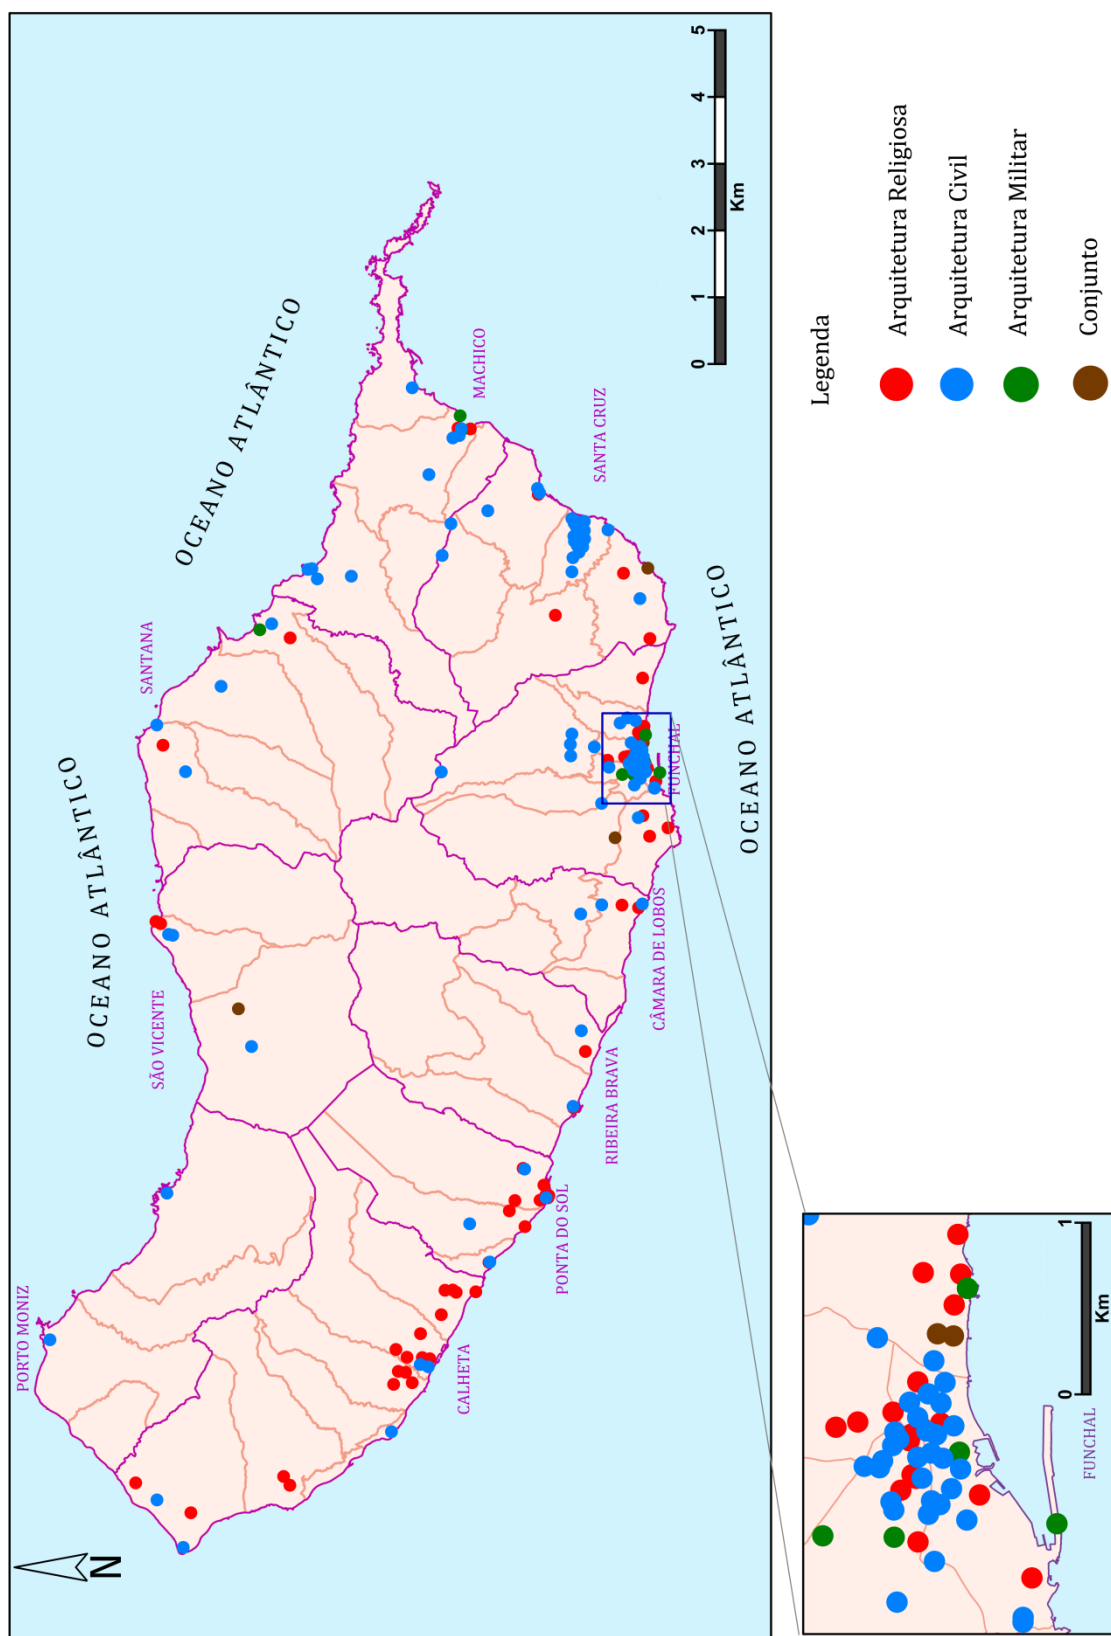 OCEANO ATLÂNTICO
OCEANO ATLÂNTICO
OCEANO ATLÂNTICO
PORTO MONIZ
SÃO VICENTE
SANTANA
MACHICO
SANTA CRUZ
FUNCHAL
CÂMARA DE LOBOS
RIBEIRA BRAVA
PONTA DO SOL
CALHETA
N
0 1 2 3 4 5
Km
FUNCHAL
0 1
Km
Legenda
Arquitetura Religiosa
Arquitetura Civil
Arquitetura Militar
Conjunto